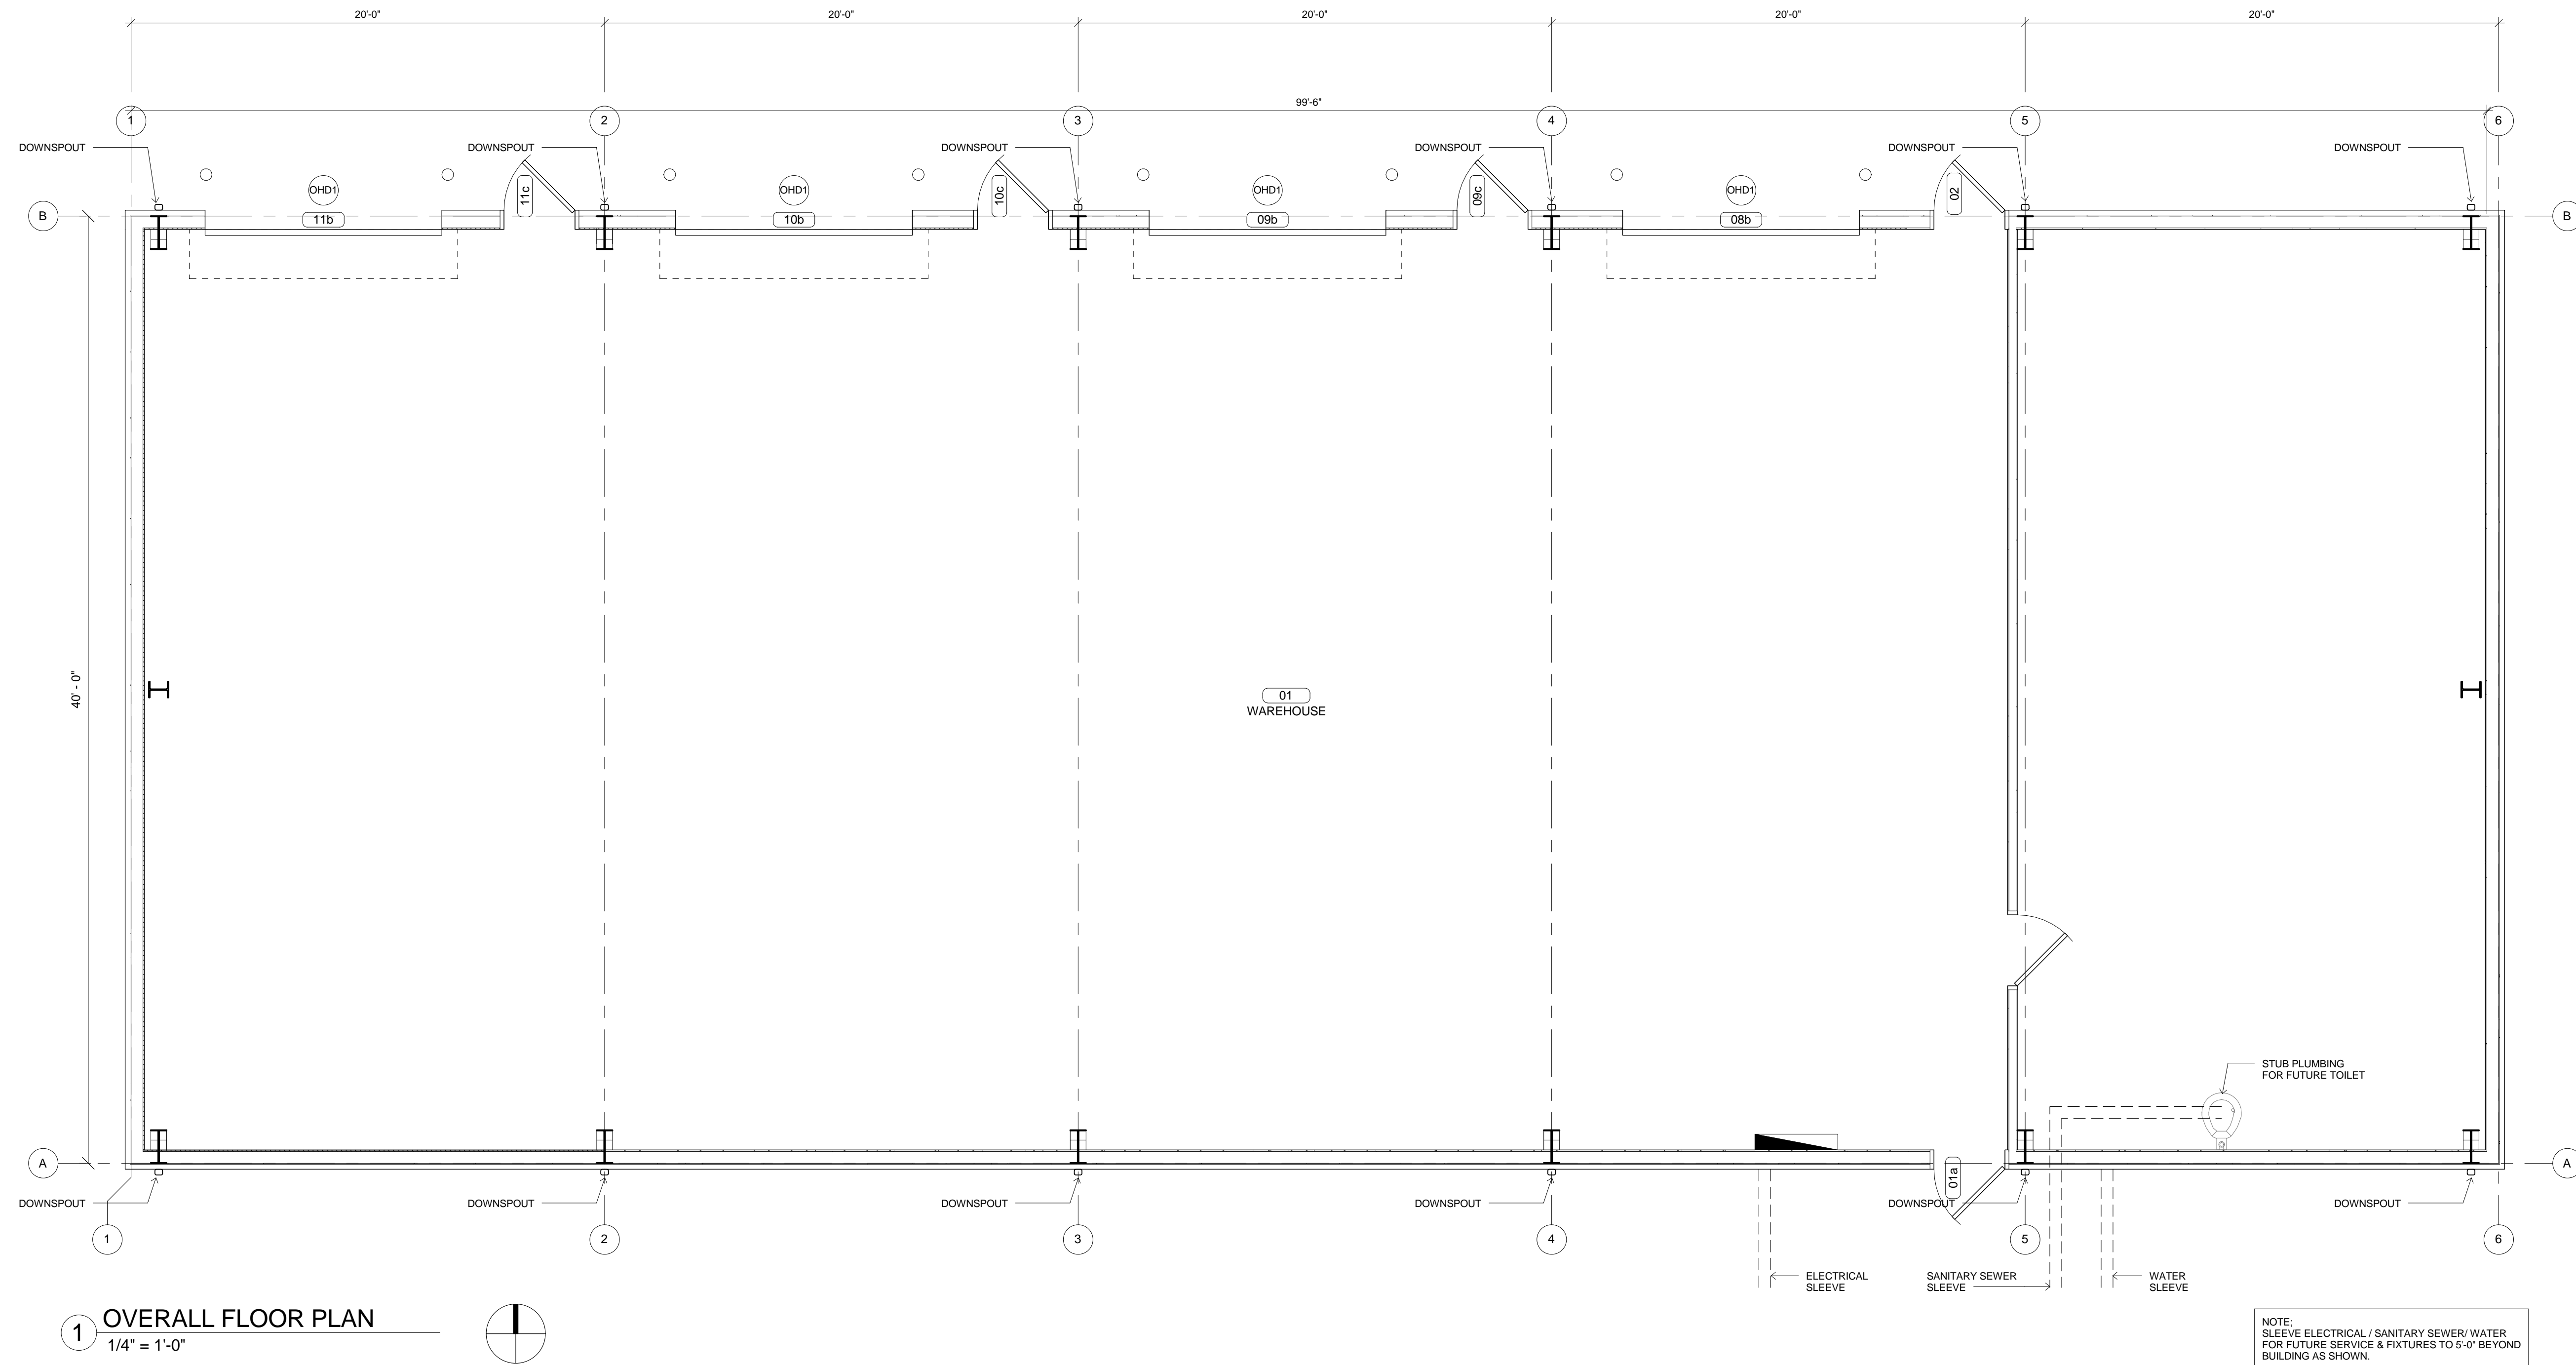 20'-0"
20'-0"
20'-0"
20'-0"
20'-0"
99'-6"
1
2
3
4
5
6
DOWNSPOUT
DOWNSPOUT
DOWNSPOUT
DOWNSPOUT
DOWNSPOUT
DOWNSPOUT
OHD1
11c
OHD1
10c
OHD1
09c
OHD1
02
B
11b
10b
09b
08b
B
40' - 0"
01
WAREHOUSE
STUB PLUMBING
FOR FUTURE TOILET
A
01a
A
DOWNSPOUT
DOWNSPOUT
DOWNSPOUT
DOWNSPOUT
DOWNSPOUT
DOWNSPOUT
1
2
3
4
5
6
ELECTRICAL
SLEEVE
SANITARY SEWER
SLEEVE
WATER
SLEEVE
1
OVERALL FLOOR PLAN
1/4" = 1'-0"
NOTE;
SLEEVE ELECTRICAL / SANITARY SEWER/ WATER
FOR FUTURE SERVICE & FIXTURES TO 5'-0" BEYOND
BUILDING AS SHOWN.